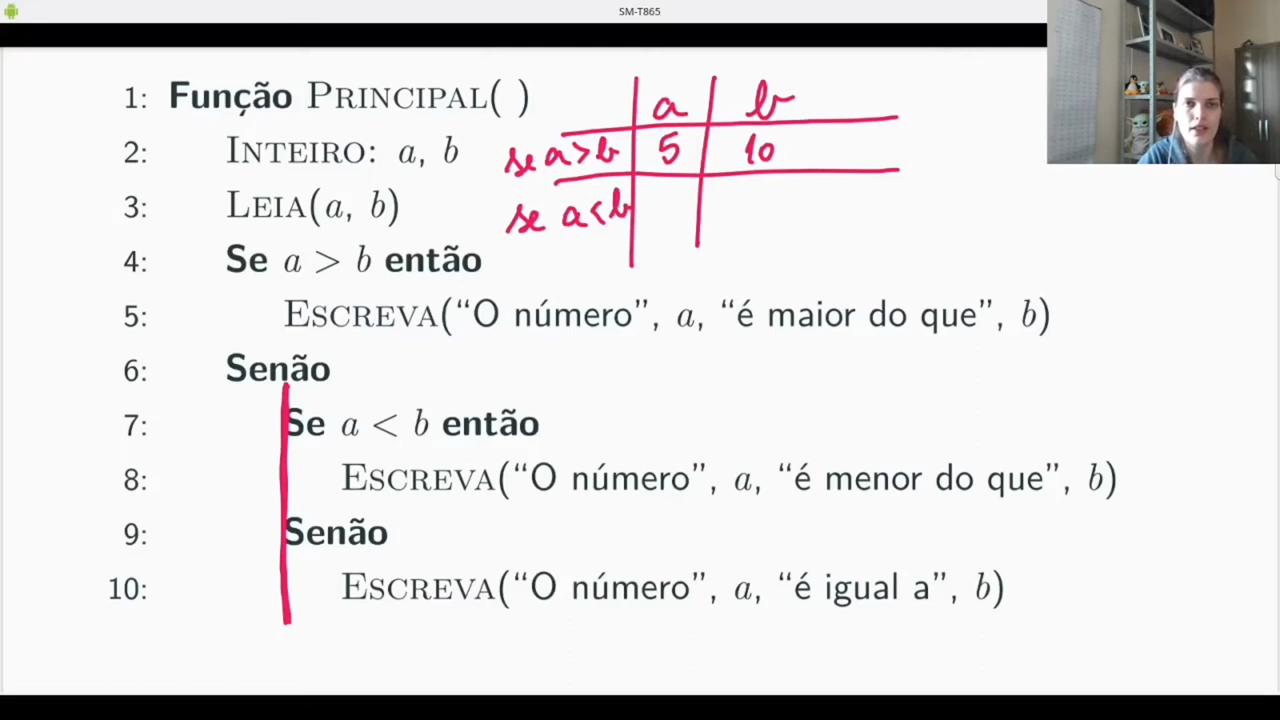 SM-T865
1: Função PRINCIPAL( )
2: INTEIRO: a, b
3: LEIA(a, b)
4: Se a > b então
5: ESCREVA(“O número”, a, “é maior do que”, b)
6: Senão
7: Se a < b então
8: ESCREVA(“O número”, a, “é menor do que”, b)
9: Senão
10: ESCREVA(“O número”, a, “é igual a”, b)
a b
se a>b 5 10
se a<b